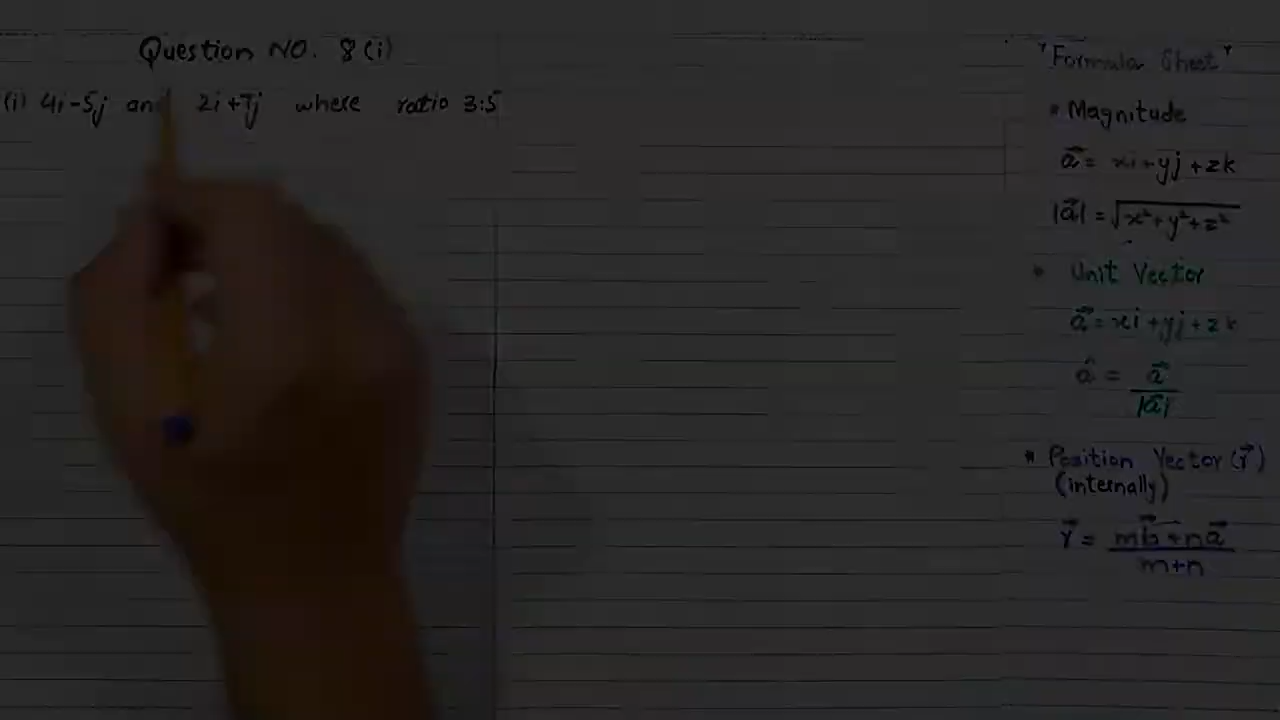 Question NO. 8(i)
(i) 4i-5j and 2i+7j where ratio 3:5
"Formula Sheet"
* Magnitude
a⃗ = xi+yj+zk
|a⃗| = √x²+y²+z²
* Unit Vector
a⃗ = xi+yj+zk
â = a⃗
|a⃗|
* Position Vector (r⃗)
(internally)
r⃗ = mb⃗+na⃗
m+n